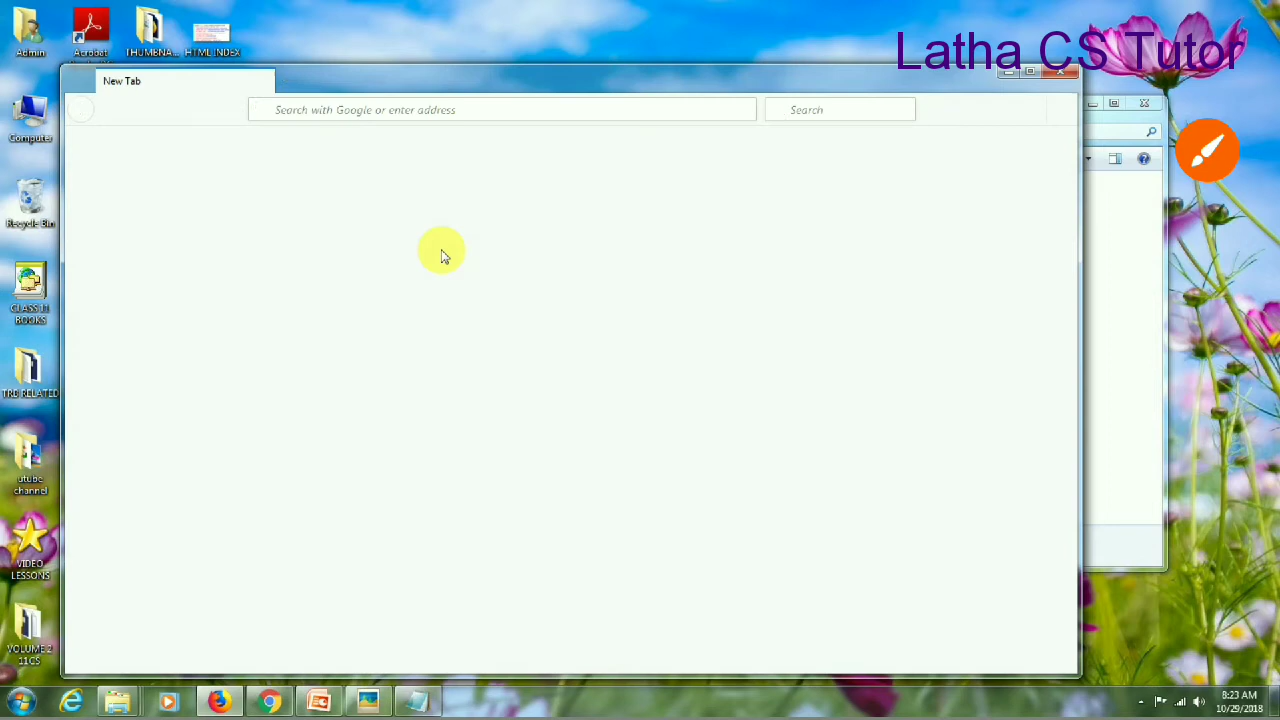 Latha CS Tutor
Admin
Acrobat
THUMBNA...
HTML INDEX
New Tab
Search with Google or enter address
Search
Computer
Recycle Bin
CLASS 11
BOOKS
TRB RELATED
utube
channel
VIDEO
LESSONS
VOLUME 2
11CS
8:23 AM
10/29/2018